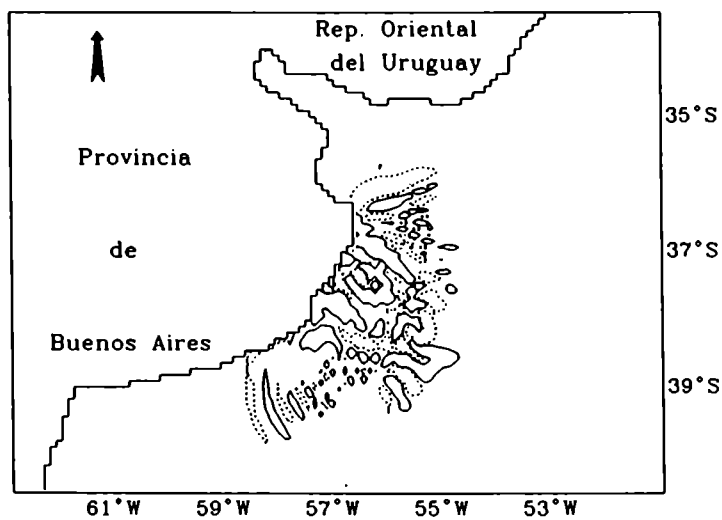 Rep. Oriental
del Uruguay
35°S
Provincia
de
37°S
Buenos Aires
39°S
61°W 59°W 57°W 55°W 53°W